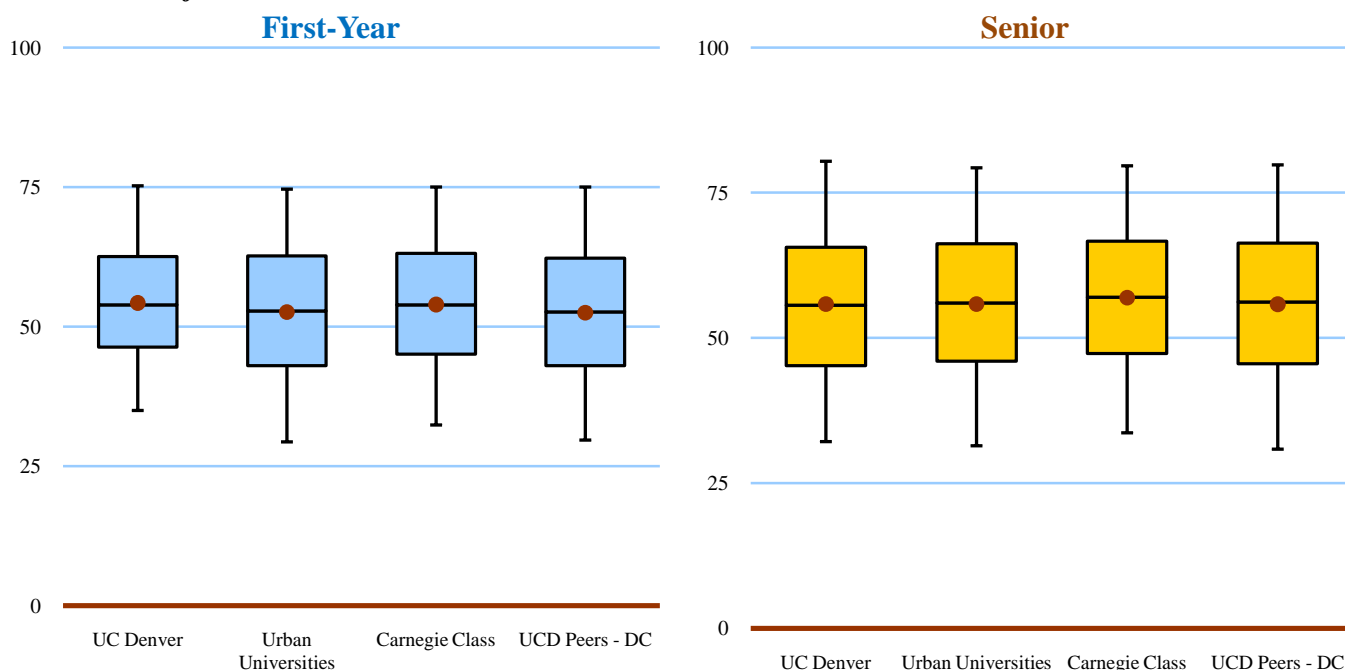 First-Year
100
75
50
25
0
UC Denver
Urban
Universities
Carnegie Class
UCD Peers - DC
Senior
100
75
50
25
0
UC Denver
Urban Universities
Carnegie Class
UCD Peers - DC